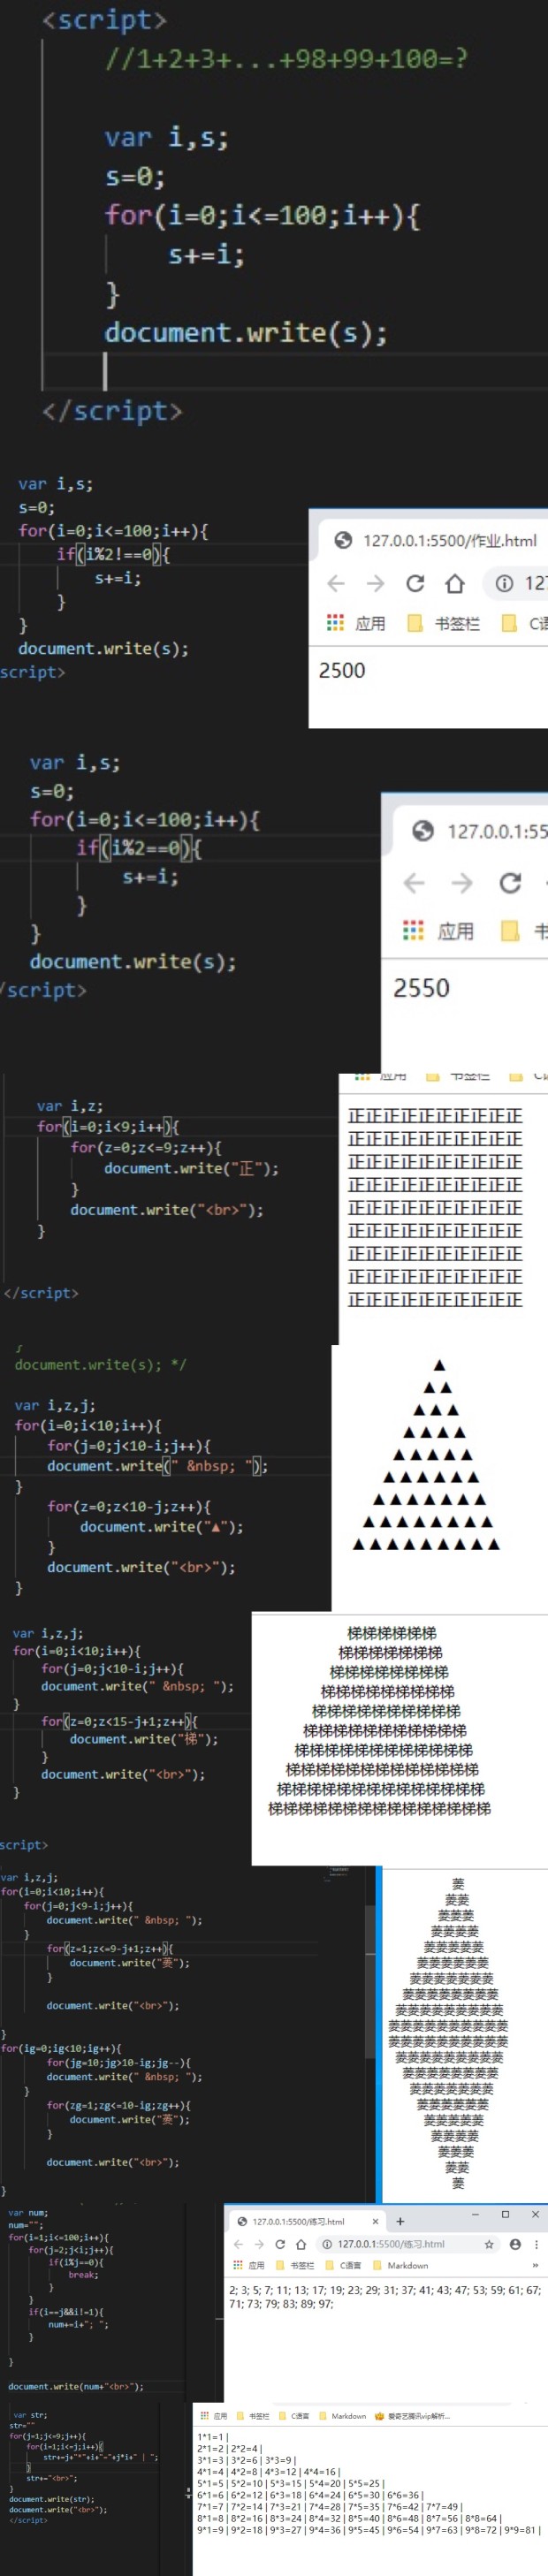 <script>
//1+2+3+...+98+99+100=?
var i,s;
s=0;
for(i=0;i<=100;i++){
s+=i;
}
document.write(s);
</script>
var i,s;
s=0;
for(i=0;i<=100;i++){
if(i%2!==0){
s+=i;
}
}
document.write(s);
script>
127.0.0.1:5500/作业.html
应用 书签栏
2500
var i,s;
s=0;
for(i=0;i<=100;i++){
if(i%2==0){
s+=i;
}
}
document.write(s);
/script>
127.0.0.1:55
应用
2550
var i,z;
for(i=0;i<9;i++){
for(z=0;z<=9;z++){
document.write("正");
}
document.write("<br>");
}
</script>
应用 书签栏
正正正正正正正正正正
正正正正正正正正正正
正正正正正正正正正正
正正正正正正正正正正
正正正正正正正正正正
正正正正正正正正正正
正正正正正正正正正正
正正正正正正正正正正
正正正正正正正正正正
document.write(s); */
var i,z,j;
for(i=0;i<10;i++){
for(j=0;j<10-i;j++){
document.write(" &nbsp; ");
}
for(z=0;z<10-j;z++){
document.write("▲");
}
document.write("<br>");
}
▲
▲▲
▲▲▲
▲▲▲▲
▲▲▲▲▲
▲▲▲▲▲▲
▲▲▲▲▲▲▲
▲▲▲▲▲▲▲▲
▲▲▲▲▲▲▲▲▲
var i,z,j;
for(i=0;i<10;i++){
for(j=0;j<10-i;j++){
document.write(" &nbsp; ");
}
for(z=0;z<15-j+1;z++){
document.write("梯");
}
document.write("<br>");
}
script>
梯梯梯梯梯梯
梯梯梯梯梯梯梯
梯梯梯梯梯梯梯梯
梯梯梯梯梯梯梯梯梯
梯梯梯梯梯梯梯梯梯梯
梯梯梯梯梯梯梯梯梯梯梯
梯梯梯梯梯梯梯梯梯梯梯梯
梯梯梯梯梯梯梯梯梯梯梯梯梯
梯梯梯梯梯梯梯梯梯梯梯梯梯梯
梯梯梯梯梯梯梯梯梯梯梯梯梯梯梯
var i,z,j;
for(i=0;i<10;i++){
for(j=0;j<9-i;j++){
document.write(" &nbsp; ");
}
for(z=1;z<=9-j+1;z++){
document.write("菱");
}
document.write("<br>");
}
for(ig=0;ig<10;ig++){
for(jg=10;jg>10-ig;jg--){
document.write(" &nbsp; ");
}
for(zg=1;zg<=10-ig;zg++){
document.write("菱");
}
document.write("<br>");
}
菱
菱菱
菱菱菱
菱菱菱菱
菱菱菱菱菱
菱菱菱菱菱菱
菱菱菱菱菱菱菱
菱菱菱菱菱菱菱菱
菱菱菱菱菱菱菱菱菱
菱菱菱菱菱菱菱菱菱菱
菱菱菱菱菱菱菱菱菱菱
菱菱菱菱菱菱菱菱菱
菱菱菱菱菱菱菱菱
菱菱菱菱菱菱菱
菱菱菱菱菱菱
菱菱菱菱菱
菱菱菱菱
菱菱菱
菱菱
菱
var num;
num="";
for(i=1;i<=100;i++){
for(j=2;j<i;j++){
if(i%j==0){
break;
}
}
if(i==j&&i!=1){
num+=i+"; ";
}
}
document.write(num+"<br>");
127.0.0.1:5500/练习.html
127.0.0.1:5500/练习.html
应用 书签栏 C语言 Markdown
2; 3; 5; 7; 11; 13; 17; 19; 23; 29; 31; 37; 41; 43; 47; 53; 59; 61; 67;
71; 73; 79; 83; 89; 97;
var str;
str=""
for(j=1;j<=9;j++){
for(i=1;i<=j;i++){
str+=j+"*"+i+"="+j*i+" | ";
}
str+="<br>";
}
document.write(str);
document.write("<br>");
</script>
应用 书签栏 C语言 Markdown 爱奇艺腾讯vip解析...
1*1=1 |
2*1=2 | 2*2=4 |
3*1=3 | 3*2=6 | 3*3=9 |
4*1=4 | 4*2=8 | 4*3=12 | 4*4=16 |
5*1=5 | 5*2=10 | 5*3=15 | 5*4=20 | 5*5=25 |
6*1=6 | 6*2=12 | 6*3=18 | 6*4=24 | 6*5=30 | 6*6=36 |
7*1=7 | 7*2=14 | 7*3=21 | 7*4=28 | 7*5=35 | 7*6=42 | 7*7=49 |
8*1=8 | 8*2=16 | 8*3=24 | 8*4=32 | 8*5=40 | 8*6=48 | 8*7=56 | 8*8=64 |
9*1=9 | 9*2=18 | 9*3=27 | 9*4=36 | 9*5=45 | 9*6=54 | 9*7=63 | 9*8=72 | 9*9=81 |